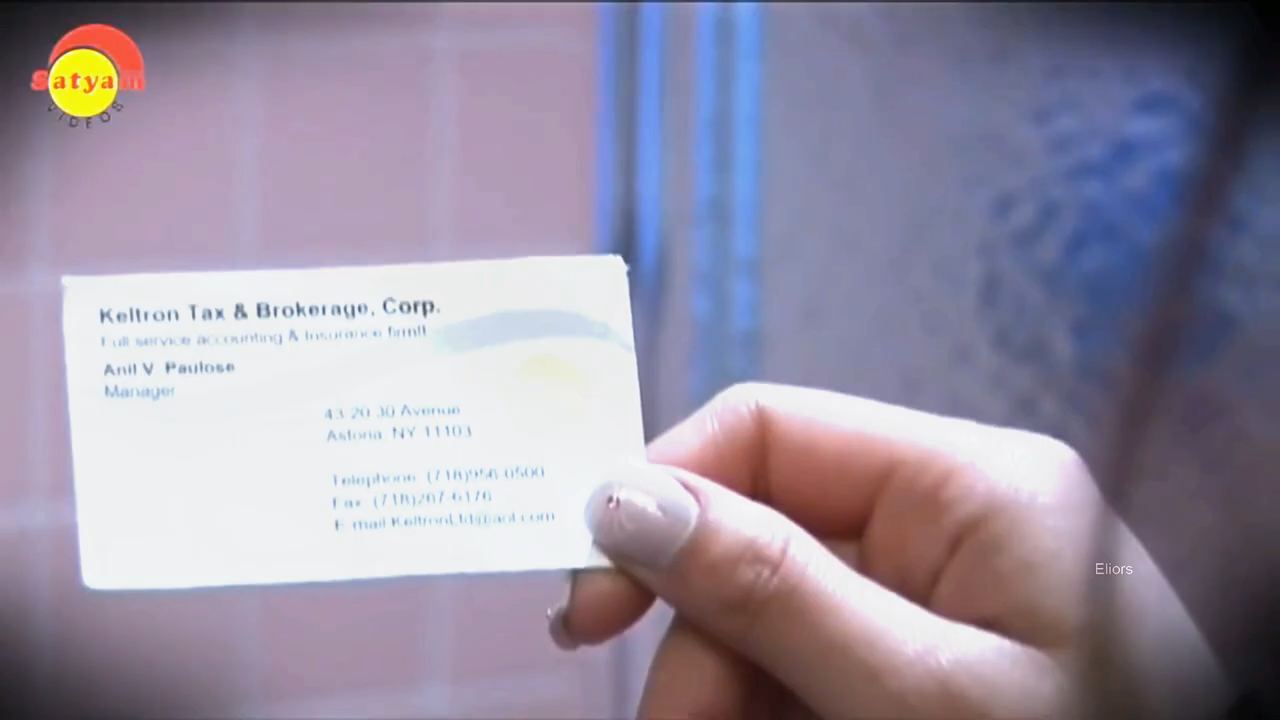 Satyam
VIDEOS
Keltron Tax & Brokerage, Corp.
Full service accounting & Insurance firm!!
Anil V. Paulose
Manager
43-20 30 Avenue
Astoria, NY 11103
Telephone: (718)956-0500
Fax: (718)267-6176
E-mail:KeltronLtd@aol.com
Eliors